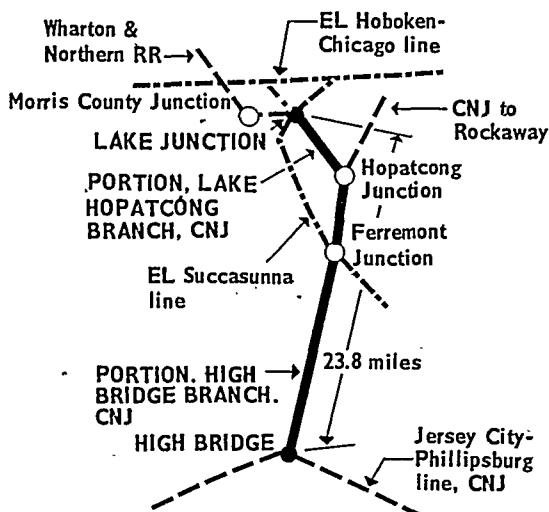 Wharton &
Northern RR
EL Hoboken-
Chicago line
Morris County Junction
LAKE JUNCTION
CNJ to
Rockaway
PORTION, LAKE
HOPATCONG
BRANCH, CNJ
Hopatcong
Junction
Ferremont
Junction
EL Succasunna
line
23.8 miles
PORTION. HIGH
BRIDGE BRANCH.
CNJ
HIGH BRIDGE
Jersey City-
Phillipsburg
line, CNJ